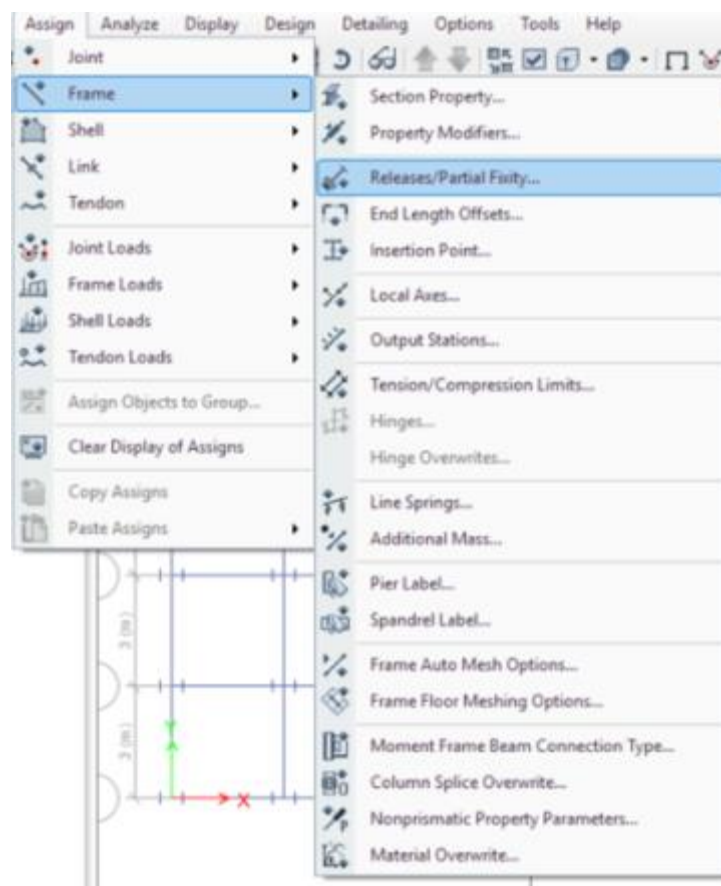 Assign Analyze Display Design Detailing Options Tools Help
Joint
Frame
Shell
Link
Tendon
Joint Loads
Frame Loads
Shell Loads
Tendon Loads
Assign Objects to Group...
Clear Display of Assigns
Copy Assigns
Paste Assigns
Section Property...
Property Modifiers...
Releases/Partial Fixity...
End Length Offsets...
Insertion Point...
Local Axes...
Output Stations...
Tension/Compression Limits...
Hinges...
Hinge Overwrites...
Line Springs...
Additional Mass...
Pier Label...
Spandrel Label...
Frame Auto Mesh Options...
Frame Floor Meshing Options...
Moment Frame Beam Connection Type...
Column Splice Overwrite...
Nonprismatic Property Parameters...
Material Overwrite...
3 (m)
3 (m)
Y
X